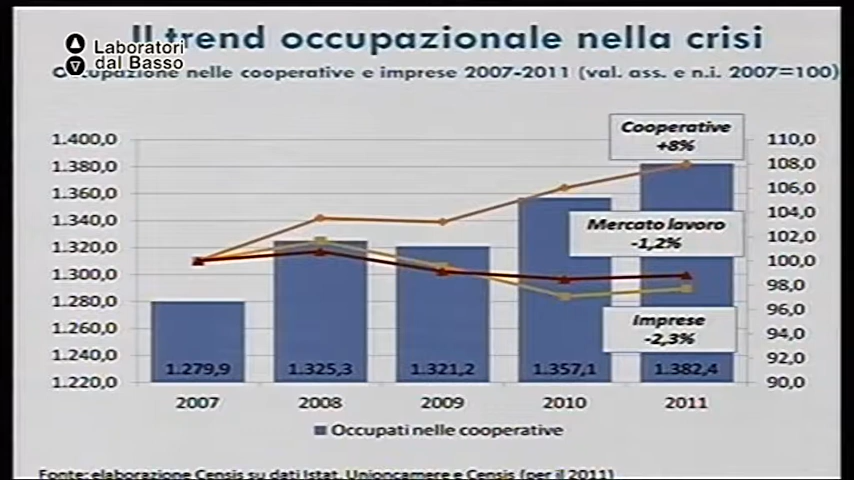 Il trend occupazionale nella crisi
Laboratori
dal Basso
Occupazione nelle cooperative e imprese 2007-2011 (val. ass. e n.i. 2007=100)
1.400,0
1.380,0
1.360,0
1.340,0
1.320,0
1.300,0
1.280,0
1.260,0
1.240,0
1.220,0
110,0
108,0
106,0
104,0
102,0
100,0
98,0
96,0
94,0
92,0
90,0
Cooperative
+8%
Mercato lavoro
-1,2%
Imprese
-2,3%
1.279,9 1.325,3 1.321,2 1.357,1 1.382,4
2007 2008 2009 2010 2011
Occupati nelle cooperative
Fonte: elaborazione Censis su dati Istat, Unioncamere e Censis (per il 2011)